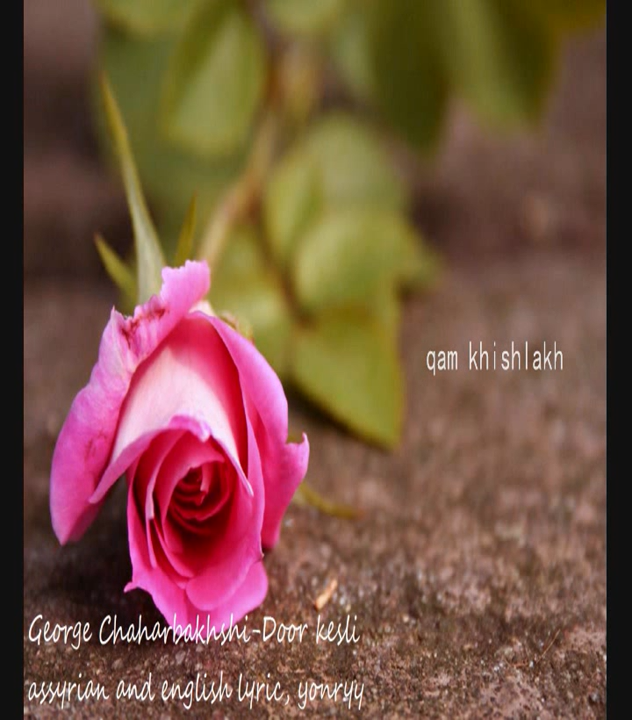 qam khishlakh
George Chaharbakhshi-Door kesli
assyrian and english lyric, yonryy